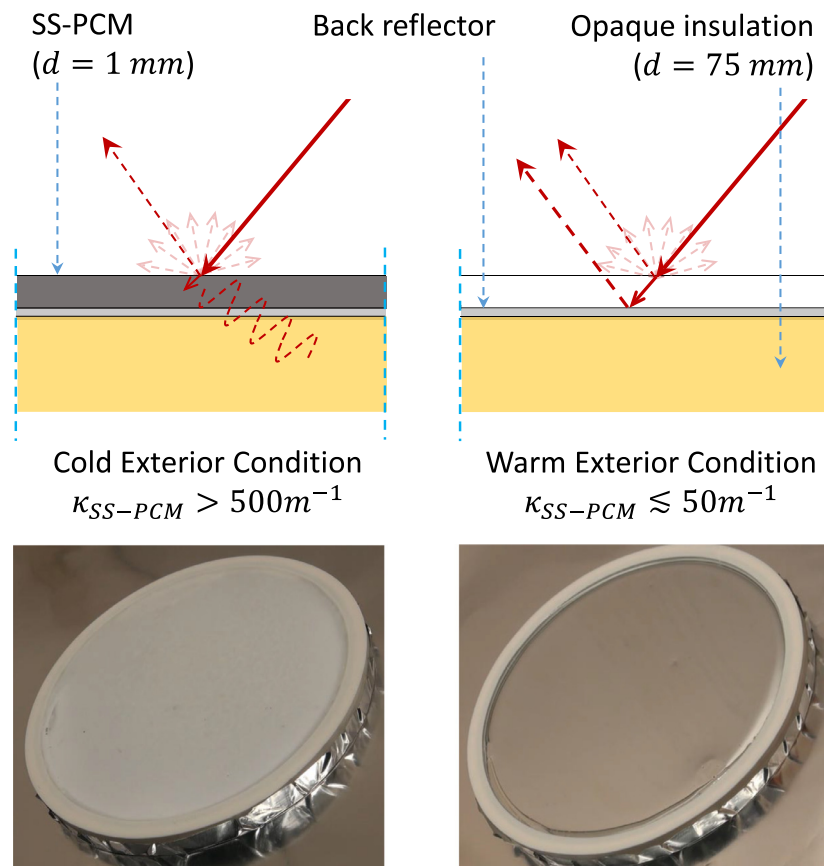 SS-PCM
(d = 1 mm)
Back reflector
Opaque insulation
(d = 75 mm)
Cold Exterior Condition
κSS−PCM > 500m⁻¹
Warm Exterior Condition
κSS−PCM ≲ 50m⁻¹